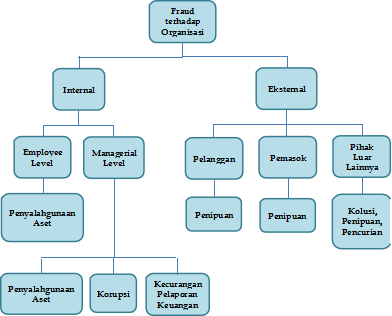 Fraud
terhadap
Organisasi
Internal
Eksternal
Employee
Level
Managerial
Level
Pelanggan
Pemasok
Pihak
Luar
Lainnya
Penyalahgunaan
Aset
Penipuan
Penipuan
Kolusi,
Penipuan,
Pencurian
Penyalahgunaan
Aset
Korupsi
Kecurangan
Pelaporan
Keuangan